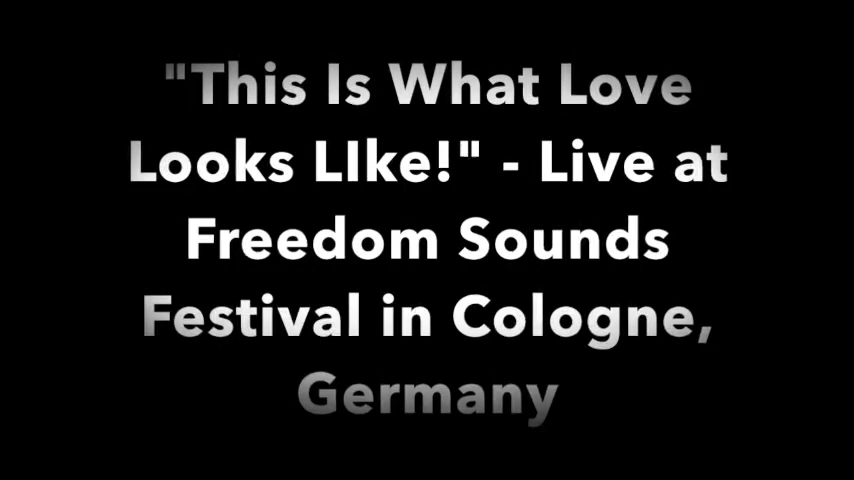 "This Is What Love
Looks LIke!" - Live at
Freedom Sounds
Festival in Cologne,
Germany